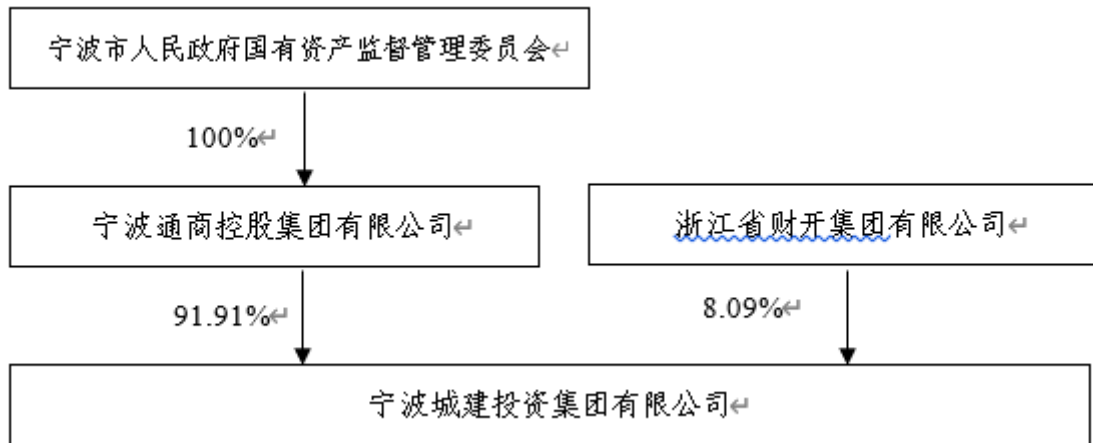 宁波市人民政府国有资产监督管理委员会
100%
宁波通商控股集团有限公司
浙江省财开集团有限公司
91.91%
8.09%
宁波城建投资集团有限公司